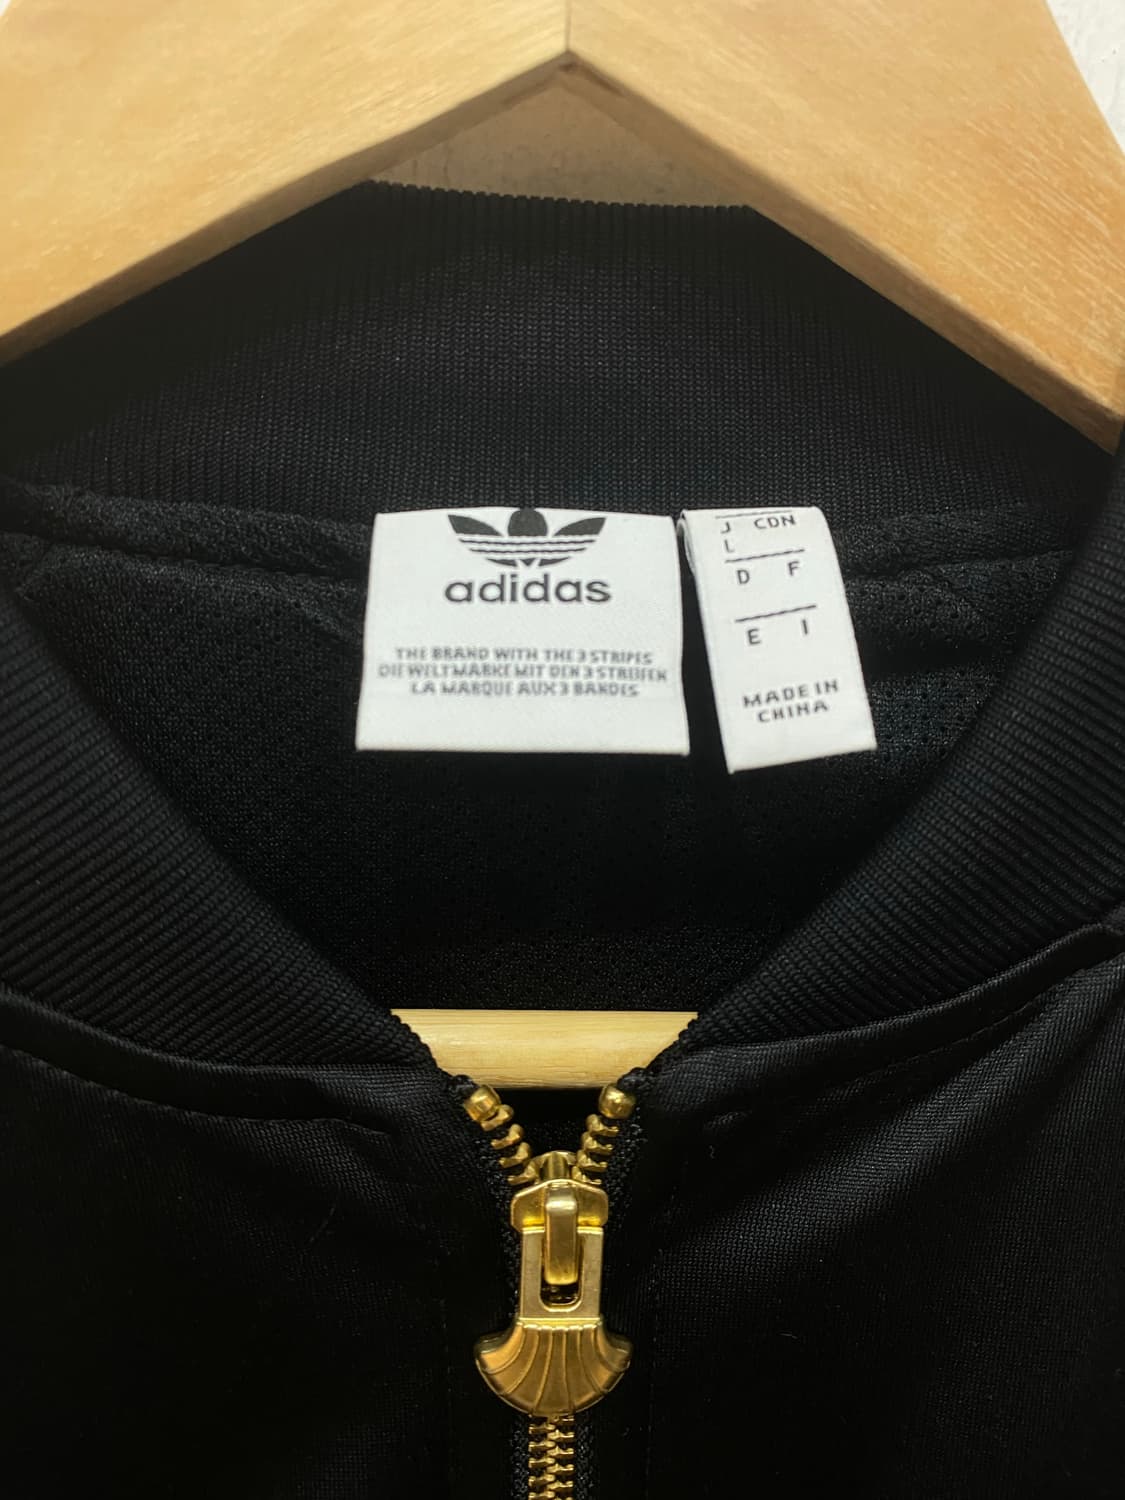 adidas
THE BRAND WITH THE 3 STRIPES
DIE WELTMARKE MIT DEN 3 STREIFEN
LA MARQUE AUX 3 BANDES
J CDN
L
D F
E I
MADE IN
CHINA